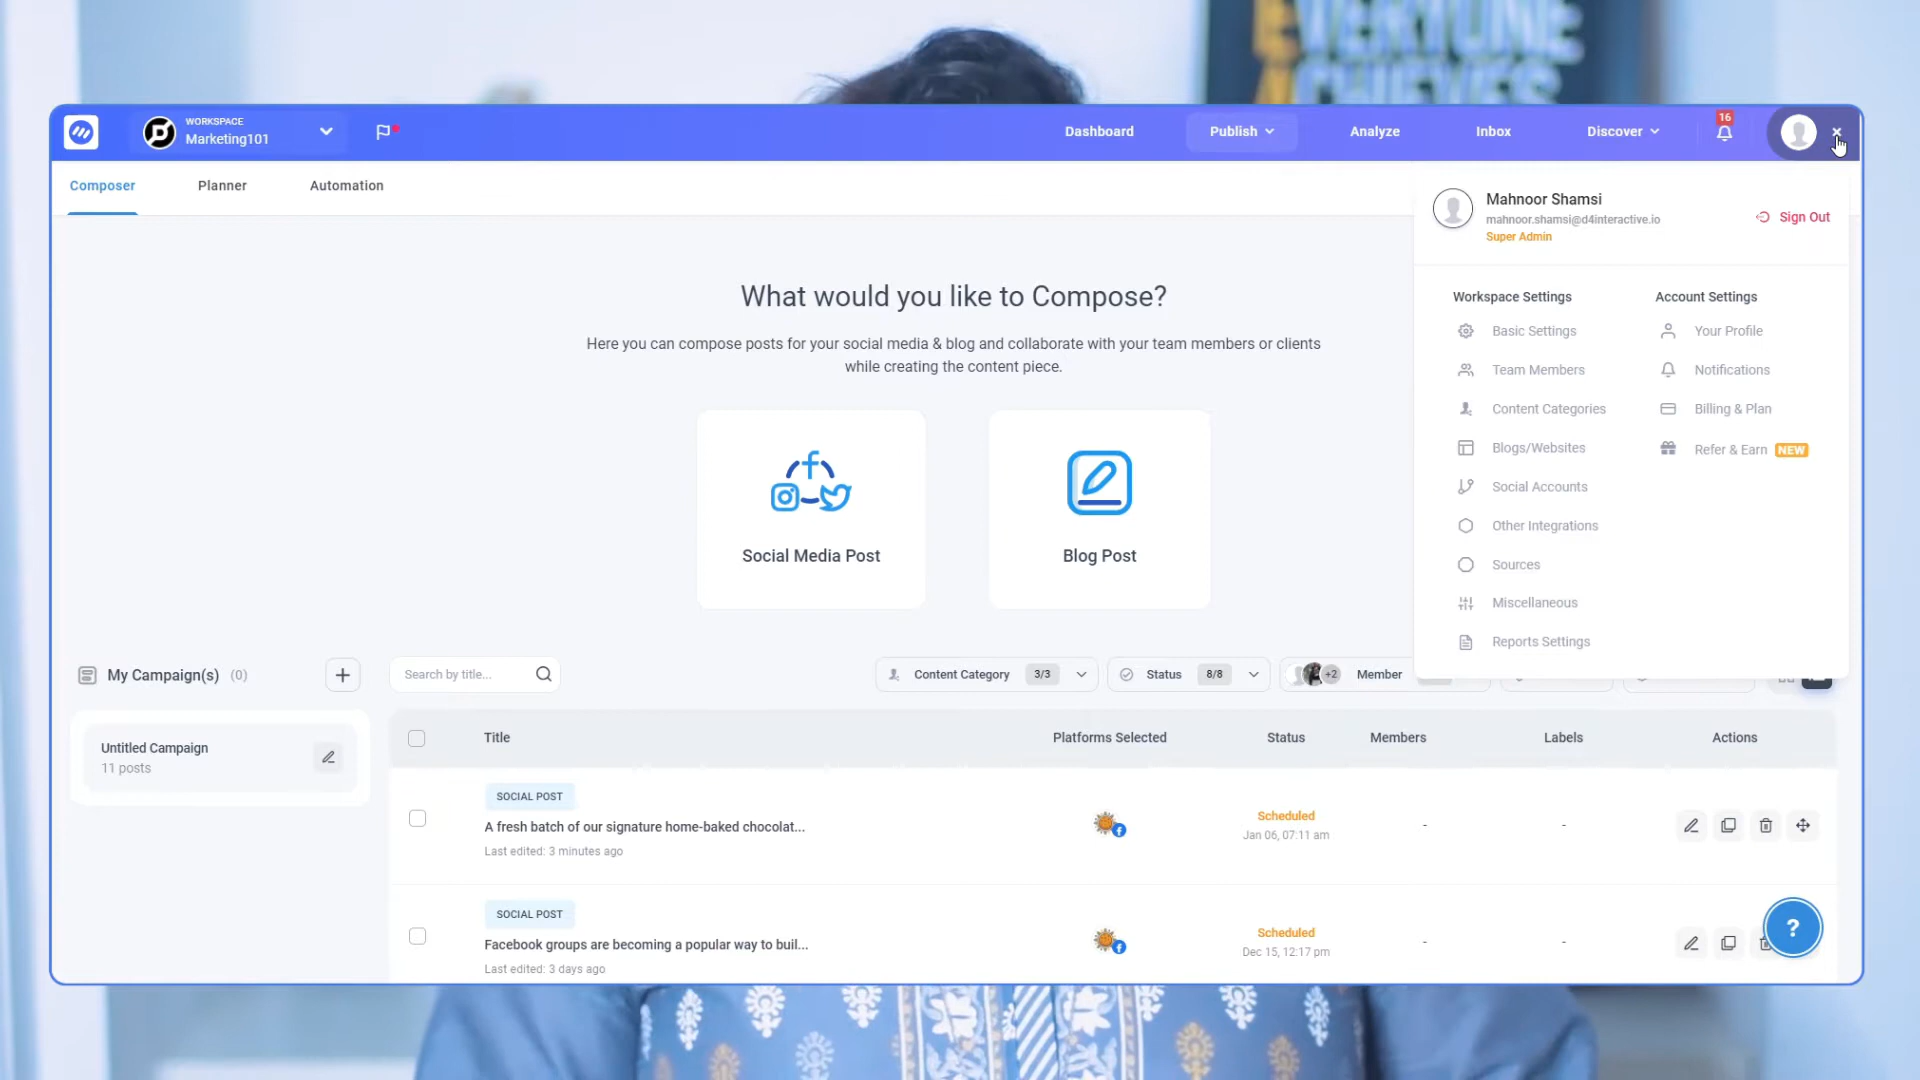 EVERYONE
ACHIEVES
WORKSPACE
Marketing101
Dashboard
Publish
Analyze
Inbox
Discover
16
Composer
Planner
Automation
Mahnoor Shamsi
mahnoor.shamsi@d4interactive.io
Super Admin
Sign Out
What would you like to Compose?
Here you can compose posts for your social media & blog and collaborate with your team members or clients
while creating the content piece.
Social Media Post
Blog Post
Workspace Settings
Basic Settings
Team Members
Content Categories
Blogs/Websites
Social Accounts
Other Integrations
Sources
Miscellaneous
Reports Settings
Account Settings
Your Profile
Notifications
Billing & Plan
Refer & Earn NEW
My Campaign(s) (0)
Search by title...
Content Category 3/3
Status 8/8
+2 Member
Untitled Campaign
11 posts
Title
Platforms Selected
Status
Members
Labels
Actions
SOCIAL POST
A fresh batch of our signature home-baked chocolat...
Last edited: 3 minutes ago
Scheduled
Jan 06, 07:11 am
-
-
SOCIAL POST
Facebook groups are becoming a popular way to buil...
Last edited: 3 days ago
Scheduled
Dec 15, 12:17 pm
-
-
?